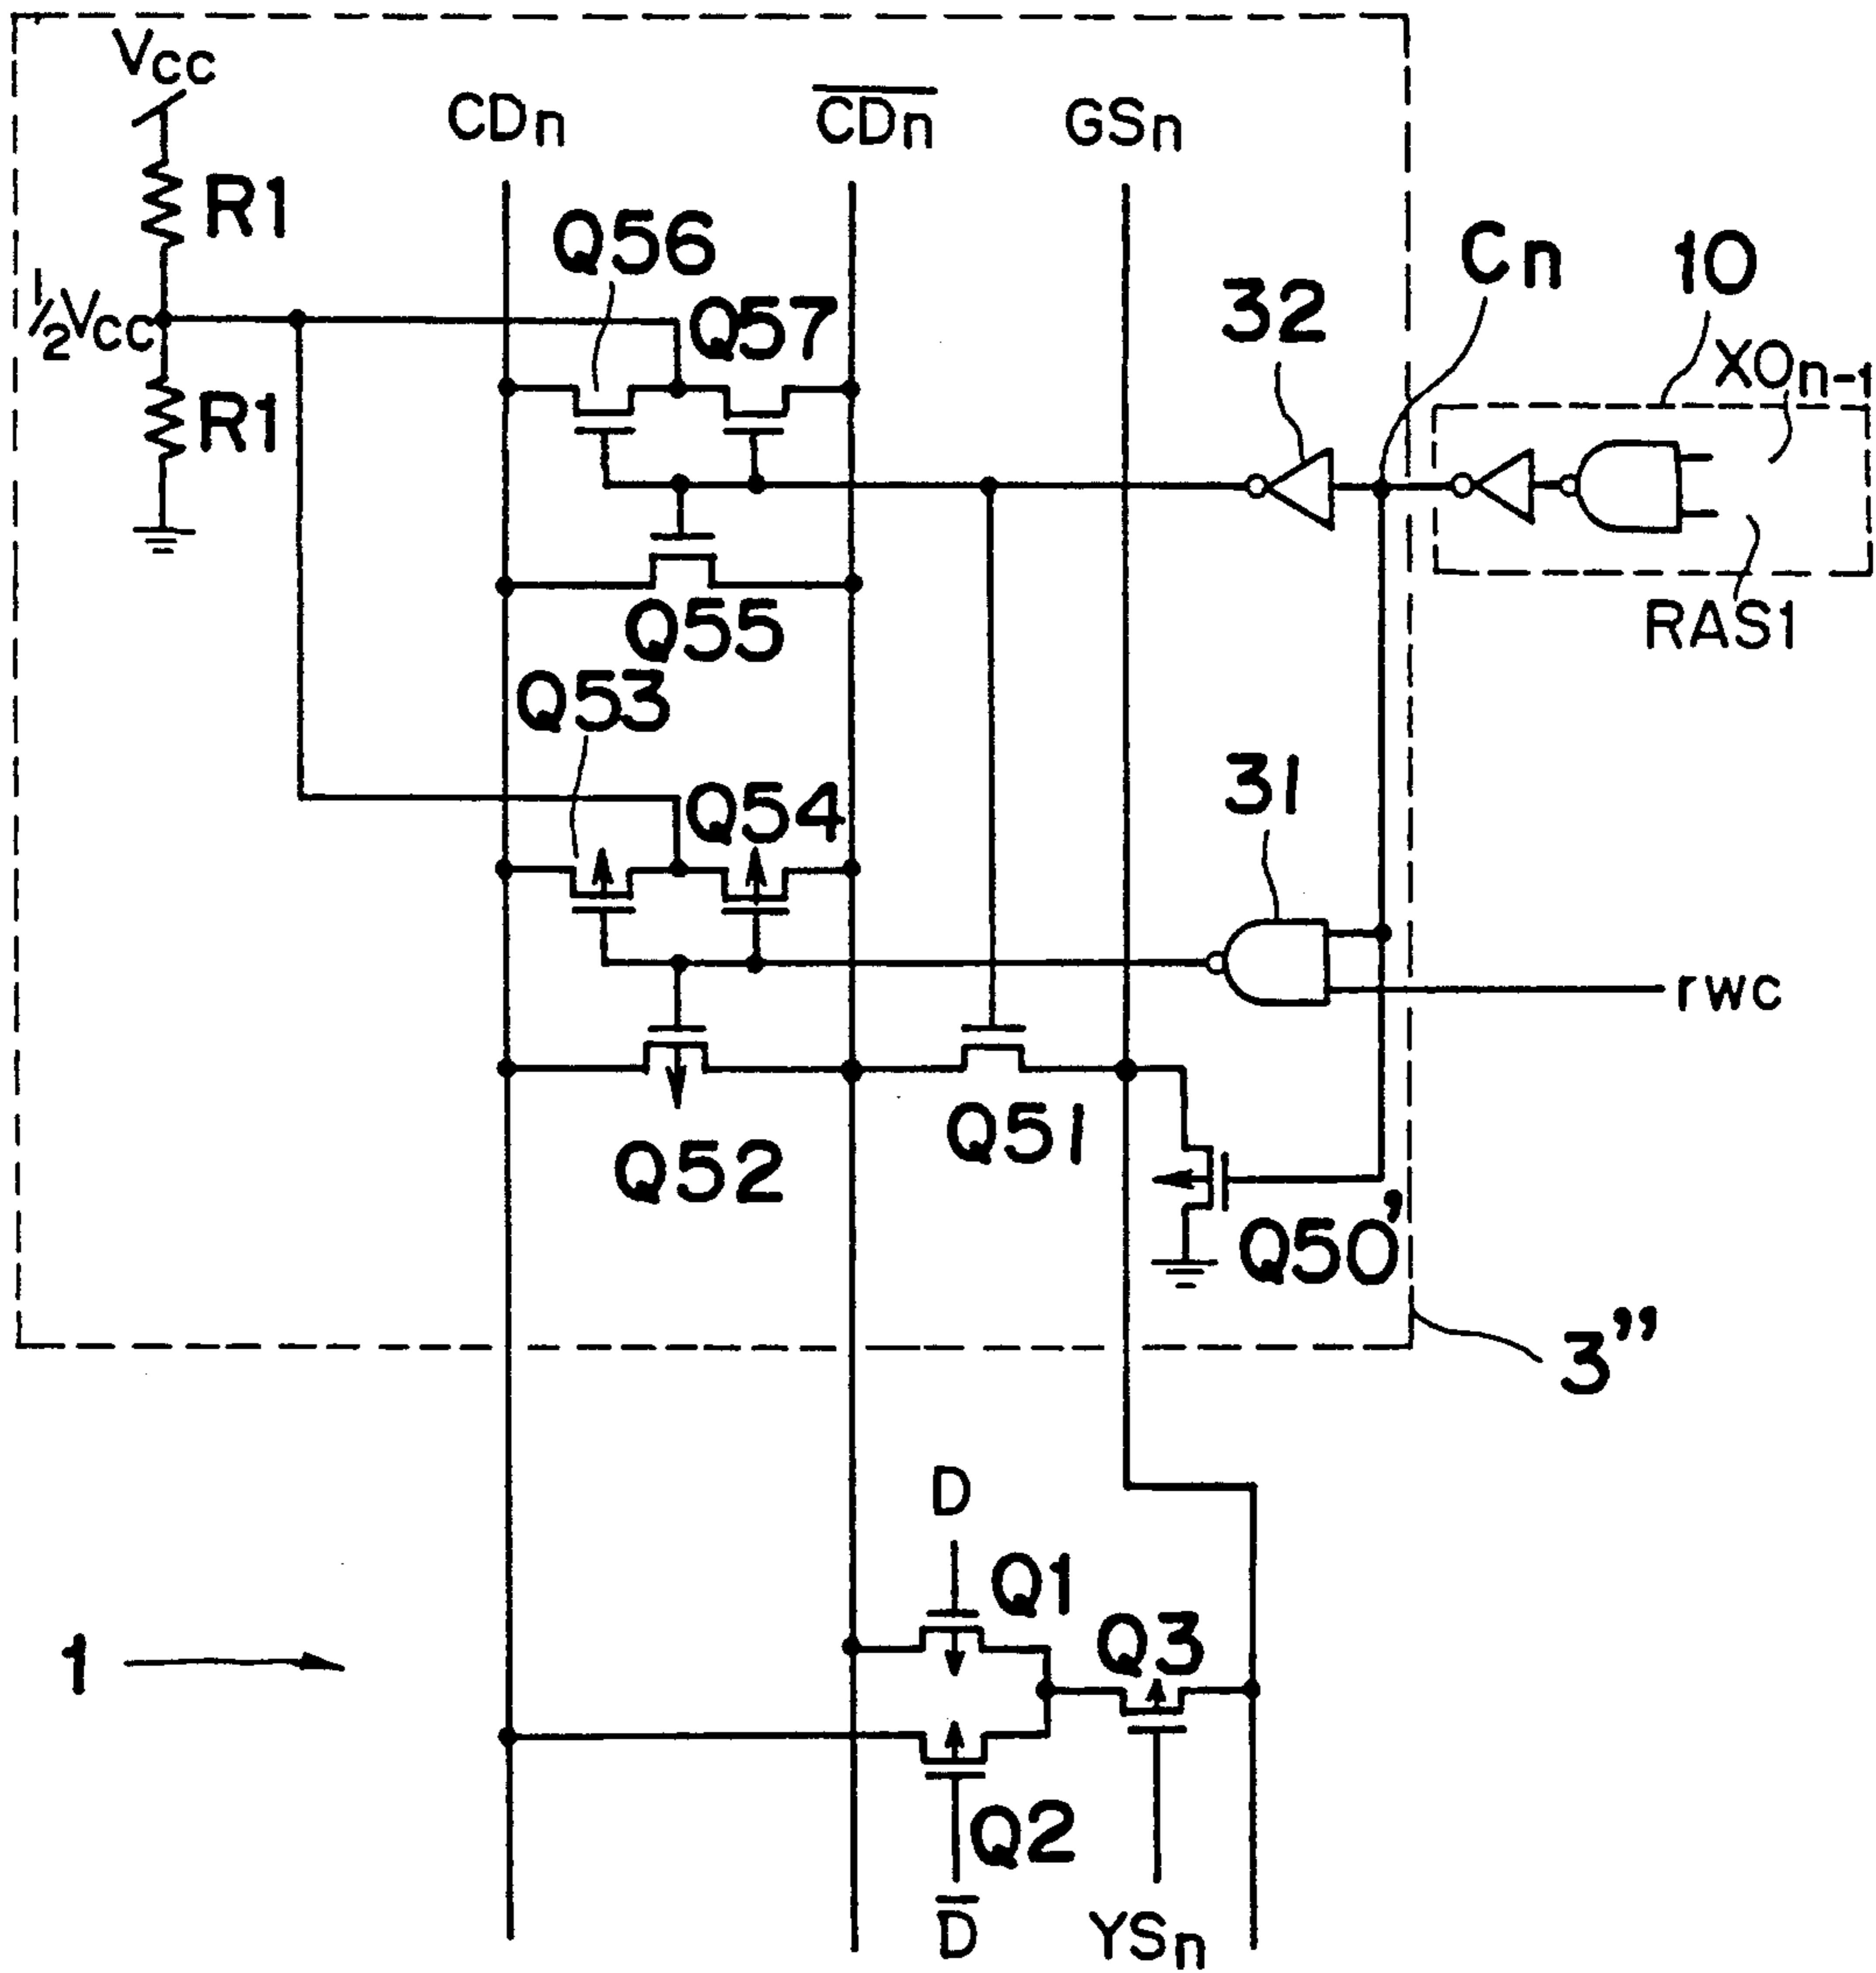 Vcc
CDn
C̅D̅n̅
GSn
R1
Q56
Cn
10
½Vcc
Q57
32
XOn-1
R1
Q55
RAS1
Q53
Q54
31
rwc
Q51
Q52
Q50'
3"
D
Q1
Q3
1
Q2
D̅
YSn